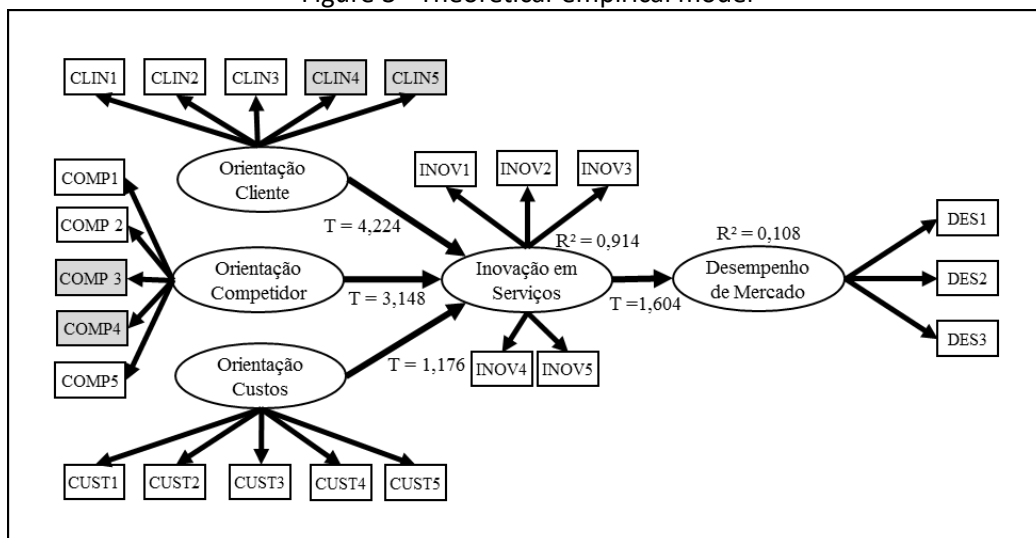 Figure - Theoretical empirical model
CLIN1
CLIN2
CLIN3
CLIN4
CLIN5
Orientação
Cliente
COMP1
COMP 2
COMP 3
COMP4
COMP5
Orientação
Competidor
Orientação
Custos
CUST1
CUST2
CUST3
CUST4
CUST5
T = 4,224
T = 3,148
T = 1,176
INOV1
INOV2
INOV3
R² = 0,914
Inovação em
Serviços
INOV4
INOV5
T =1,604
R² = 0,108
Desempenho
de Mercado
DES1
DES2
DES3